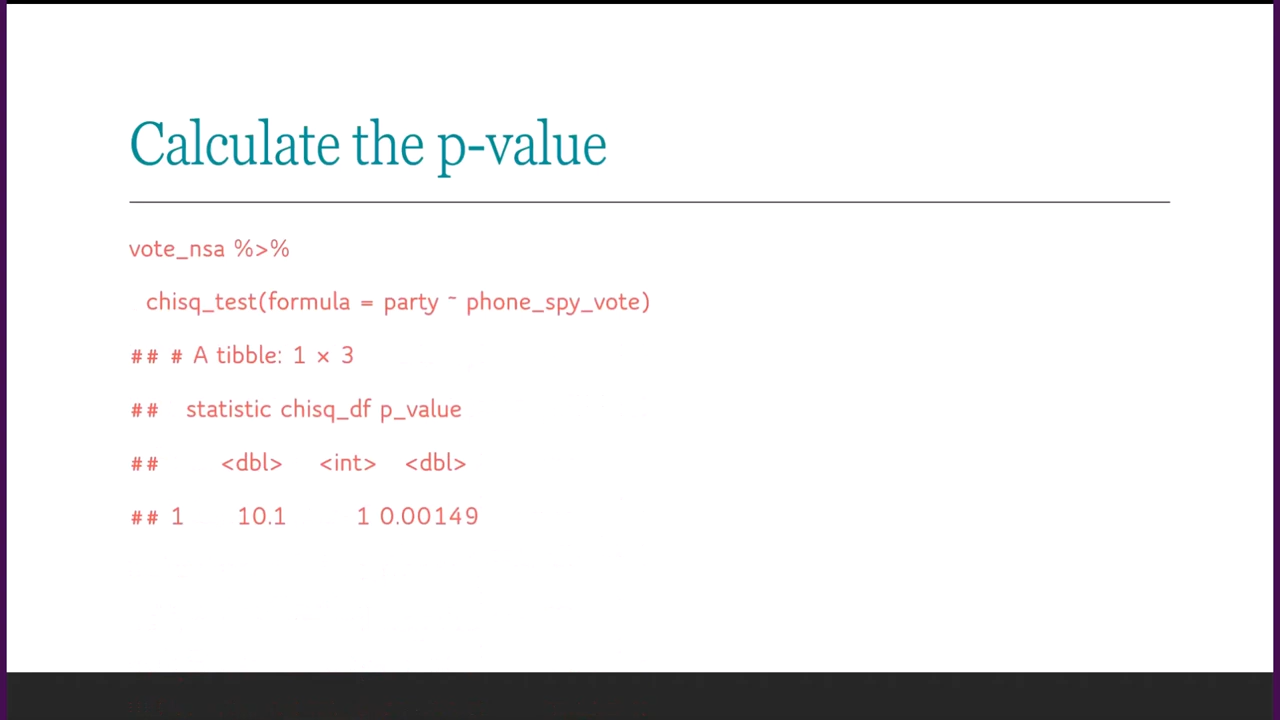 Calculate the p-value
vote_nsa %>%
chisq_test(formula = party ~ phone_spy_vote)
## # A tibble: 1 × 3
## statistic chisq_df p_value
## <dbl> <int> <dbl>
## 1 10.1 1 0.00149